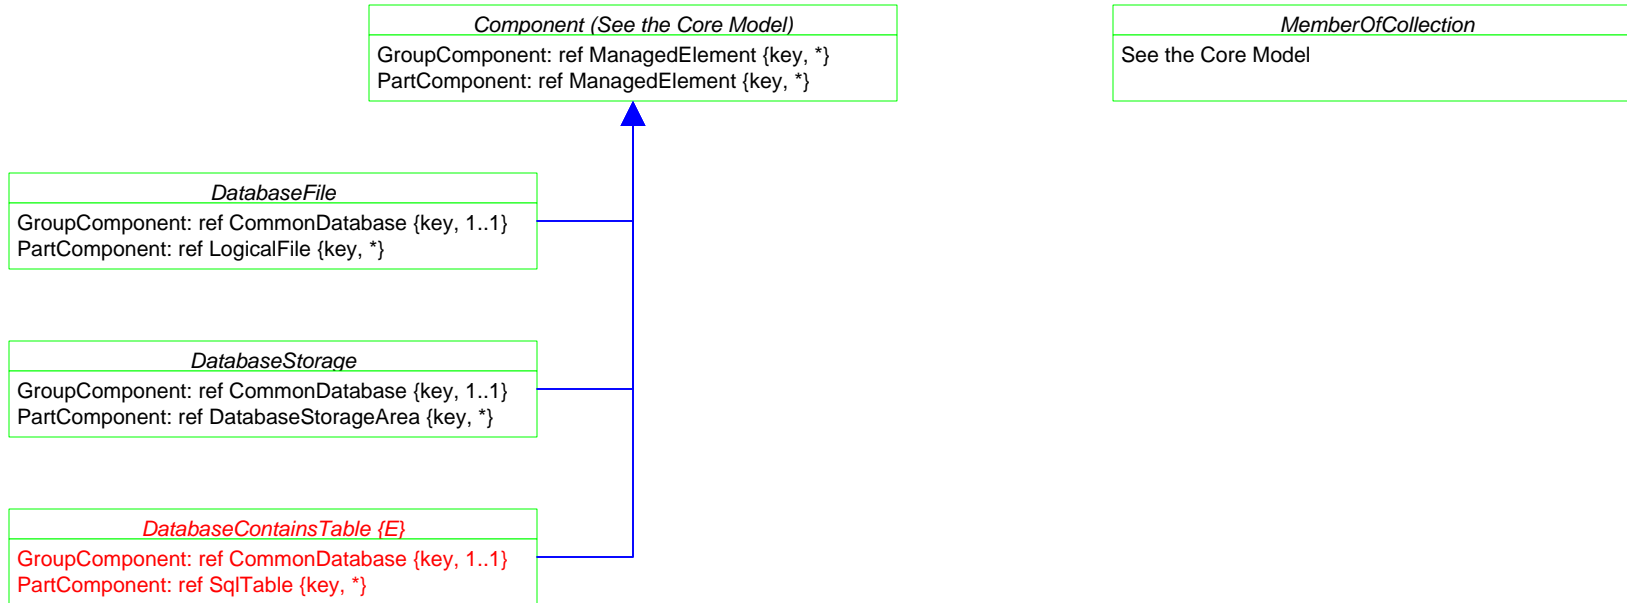 Component (See the Core Model)
GroupComponent: ref ManagedElement {key, *}
PartComponent: ref ManagedElement {key, *}
MemberOfCollection
See the Core Model
DatabaseFile
GroupComponent: ref CommonDatabase {key, 1..1}
PartComponent: ref LogicalFile {key, *}
DatabaseStorage
GroupComponent: ref CommonDatabase {key, 1..1}
PartComponent: ref DatabaseStorageArea {key, *}
DatabaseContainsTable {E}
GroupComponent: ref CommonDatabase {key, 1..1}
PartComponent: ref SqlTable {key, *}